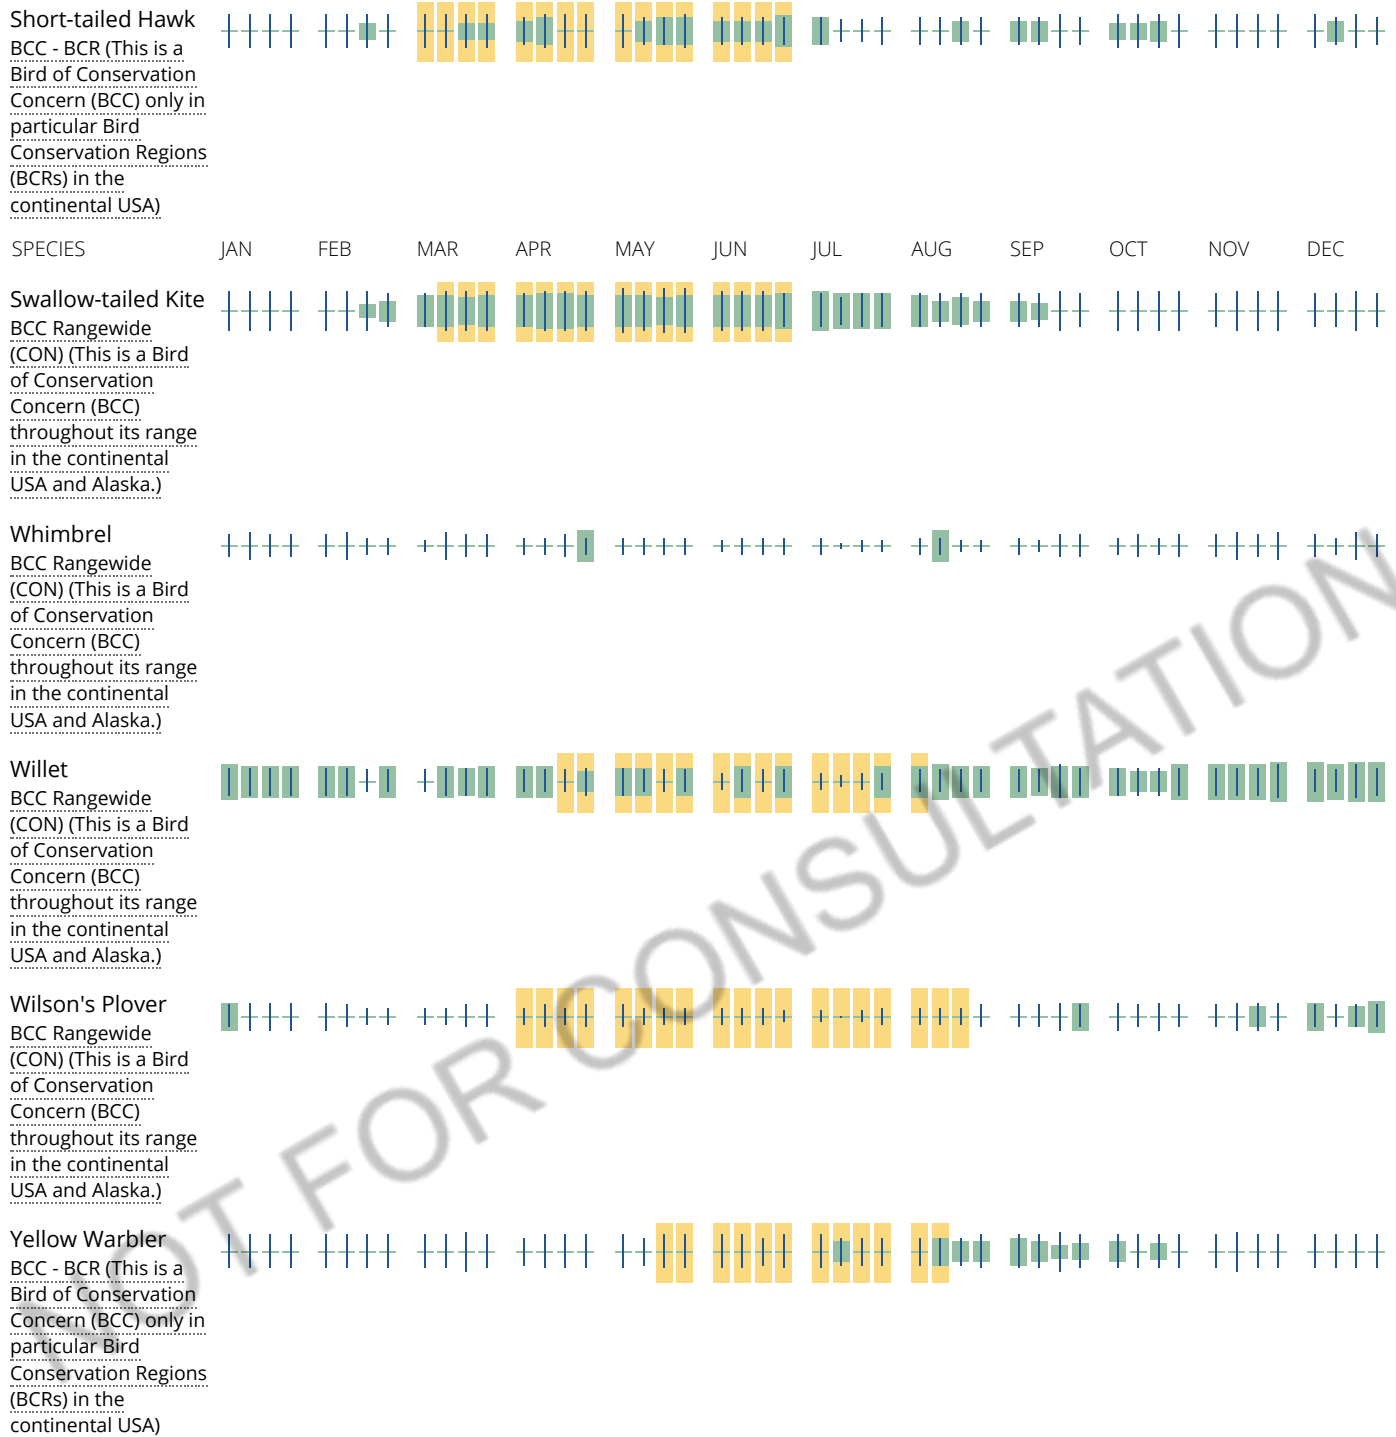 Short-tailed Hawk
BCC - BCR (This is a
Bird of Conservation
Concern (BCC) only in
particular Bird
Conservation Regions
(BCRs) in the
continental USA)
SPECIES JAN FEB MAR APR MAY JUN JUL AUG SEP OCT NOV DEC
Swallow-tailed Kite
BCC Rangewide
(CON) (This is a Bird
of Conservation
Concern (BCC)
throughout its range
in the continental
USA and Alaska.)
Whimbrel
BCC Rangewide
(CON) (This is a Bird
of Conservation
Concern (BCC)
throughout its range
in the continental
USA and Alaska.)
Willet
BCC Rangewide
(CON) (This is a Bird
of Conservation
Concern (BCC)
throughout its range
in the continental
USA and Alaska.)
Wilson's Plover
BCC Rangewide
(CON) (This is a Bird
of Conservation
Concern (BCC)
throughout its range
in the continental
USA and Alaska.)
Yellow Warbler
BCC - BCR (This is a
Bird of Conservation
Concern (BCC) only in
particular Bird
Conservation Regions
(BCRs) in the
continental USA)
NOT FOR CONSULTATION